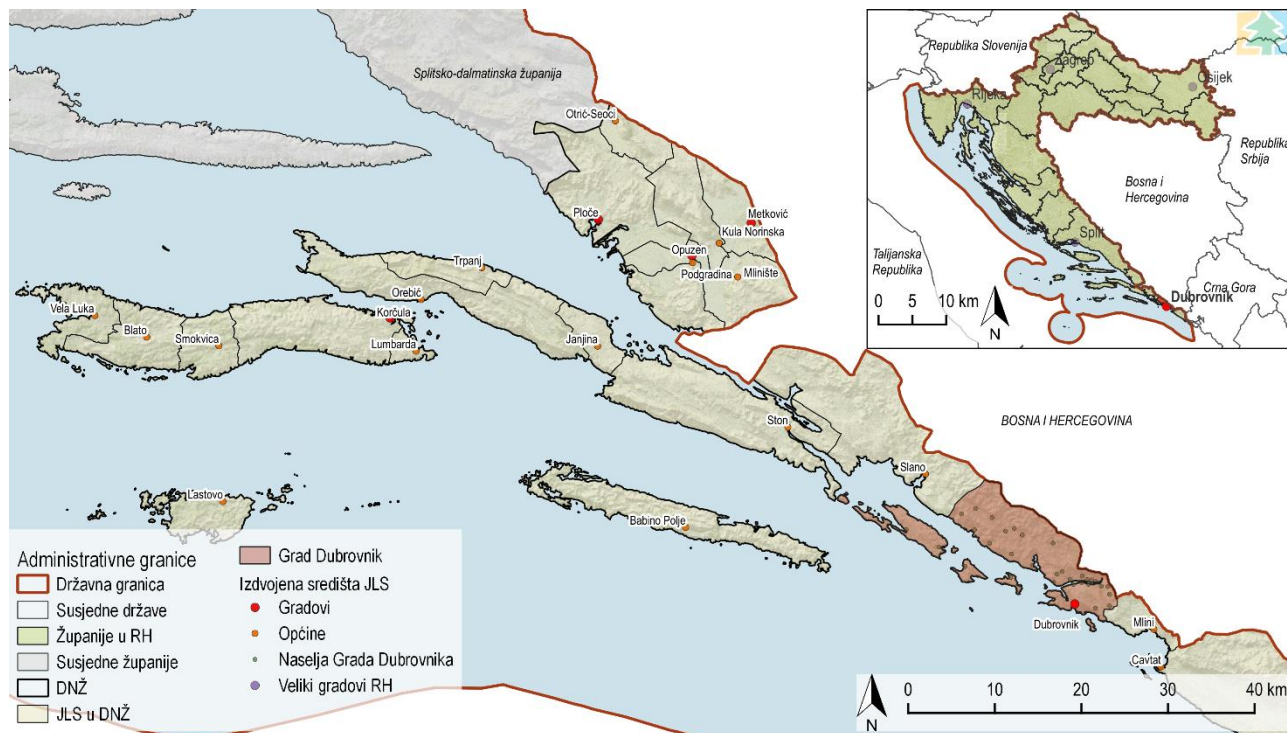 Splitsko-dalmatinska županija
Otrić-Seoci
Ploče
Metković
Kula Norinska
Opuzen
Podgradina
Mlinište
Trpanj
Orebić
Vela Luka
Korčula
Blato
Smokvica
Lumbarda
Janjina
Ston
BOSNA I HERCEGOVINA
Slano
Lastovo
Babino Polje
Dubrovnik
Mlini
Cavtat
Republika Slovenija
Zagreb
Osijek
Rijeka
Republika
Srbija
Bosna i
Hercegovina
Split
Talijanska
Republika
Crna Gora
Dubrovnik
0 5 10 km
N
Administrativne granice
Državna granica
Susjedne države
Županije u RH
Susjedne županije
DNŽ
JLS u DNŽ
Grad Dubrovnik
Izdvojena središta JLS
Gradovi
Općine
Naselja Grada Dubrovnika
Veliki gradovi RH
0 10 20 30 40 km
N